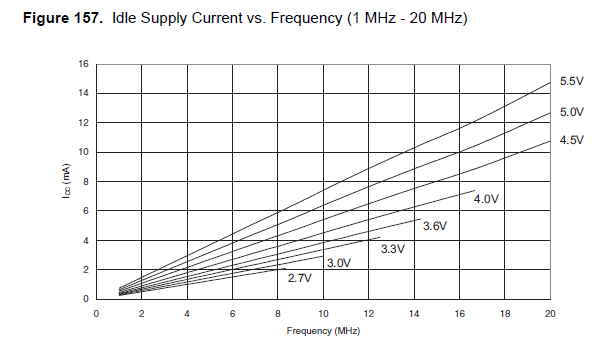 Figure 157. Idle Supply Current vs. Frequency (1 MHz - 20 MHz)
16
14
12
10
8
6
4
2
0
ICC (mA)
5.5V
5.0V
4.5V
4.0V
3.6V
3.3V
3.0V
2.7V
0 2 4 6 8 10 12 14 16 18 20
Frequency (MHz)